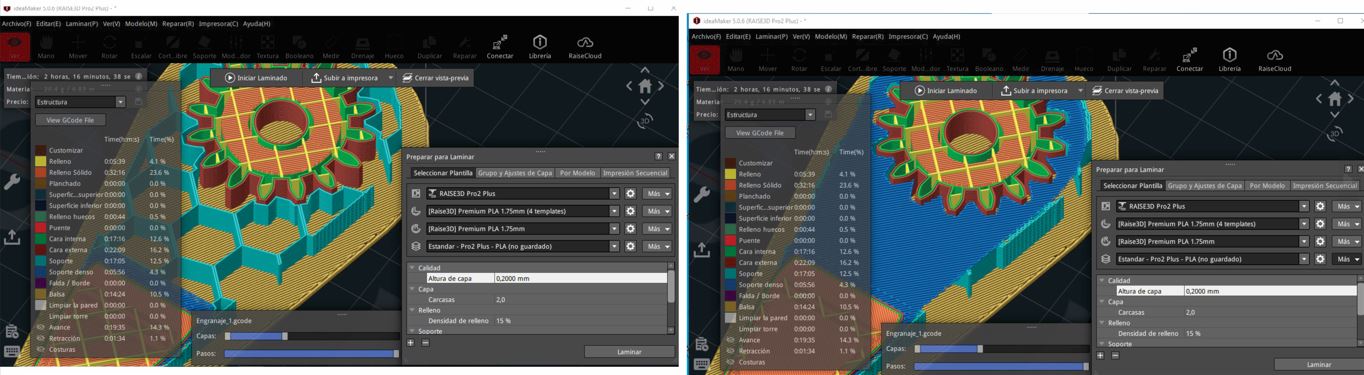 ideaMaker 5.0.6 (RAISE3D Pro2 Plus) - *
Archivo(F) Editar(E) Laminar(P) Ver(V) Modelo(M) Reparar(R) Impresora(C) Ayuda(H)
Ver Mano Mover Rotar Escalar Cort...ibre Soporte Mod...dor Textura Booleano Medir Drenaje Hueco Duplicar Reparar Conectar Librería RaiseCloud
Tiem...ión: 2 horas, 16 minutos, 38 se
Materia
Precio:
Iniciar Laminado Subir a impresora Cerrar vista-previa
Estructura
View GCode File
Time(h:m:s) Time(%)
Customizar
Relleno 0:05:39 4.1 %
Relleno Sólido 0:32:16 23.6 %
Planchado 0:00:00 0.0 %
Superfic...superior 0:00:00 0.0 %
Superficie inferior 0:00:00 0.0 %
Relleno huecos 0:00:44 0.5 %
Puente 0:00:00 0.0 %
Cara interna 0:17:16 12.6 %
Cara externa 0:22:09 16.2 %
Soporte 0:17:05 12.5 %
Soporte denso 0:05:56 4.3 %
Falda / Borde 0:00:00 0.0 %
Balsa 0:14:24 10.5 %
Limpiar la pared 0:00:00 0.0 %
Limpiar torre 0:00:00 0.0 %
Avance 0:19:35 14.3 %
Retracción 0:01:34 1.1 %
Costuras
Engranaje_1.gcode
Capas:
Pasos:
Preparar para Laminar
Seleccionar Plantilla Grupo y Ajustes de Capa Por Modelo Impresión Secuencial
RAISE3D Pro2 Plus Más
[Raise3D] Premium PLA 1.75mm (4 templates) Más
[Raise3D] Premium PLA 1.75mm Más
Estandar - Pro2 Plus - PLA (no guardado) Más
Calidad
Altura de capa 0,2000 mm
Capa
Carcasas 2,0
Relleno
Densidad de relleno 15 %
Soporte
Laminar
ideaMaker 5.0.6 (RAISE3D Pro2 Plus) - *
Archivo(F) Editar(E) Laminar(P) Ver(V) Modelo(M) Reparar(R) Impresora(C) Ayuda(H)
Ver Mano Mover Rotar Escalar Cort...ibre Soporte Mod...dor Textura Booleano Medir Drenaje Hueco Duplicar Reparar Conectar Librería RaiseCloud
Tiem...ión: 2 horas, 16 minutos, 38 se
Materia
Precio:
Iniciar Laminado Subir a impresora Cerrar vista-previa
Estructura
View GCode File
Time(h:m:s) Time(%)
Customizar
Relleno 0:05:39 4.1 %
Relleno Sólido 0:32:16 23.6 %
Planchado 0:00:00 0.0 %
Superfic...superior 0:00:00 0.0 %
Superficie inferior 0:00:00 0.0 %
Relleno huecos 0:00:44 0.5 %
Puente 0:00:00 0.0 %
Cara interna 0:17:16 12.6 %
Cara externa 0:22:09 16.2 %
Soporte 0:17:05 12.5 %
Soporte denso 0:05:56 4.3 %
Falda / Borde 0:00:00 0.0 %
Balsa 0:14:24 10.5 %
Limpiar la pared 0:00:00 0.0 %
Limpiar torre 0:00:00 0.0 %
Avance 0:19:35 14.3 %
Retracción 0:01:34 1.1 %
Costuras
Engranaje_1.gcode
Capas:
Pasos:
Preparar para Laminar
Seleccionar Plantilla Grupo y Ajustes de Capa Por Modelo Impresión Secuencial
RAISE3D Pro2 Plus Más
[Raise3D] Premium PLA 1.75mm (4 templates) Más
[Raise3D] Premium PLA 1.75mm Más
Estandar - Pro2 Plus - PLA (no guardado) Más
Calidad
Altura de capa 0,2000 mm
Capa
Carcasas 2,0
Relleno
Densidad de relleno 15 %
Soporte
Laminar